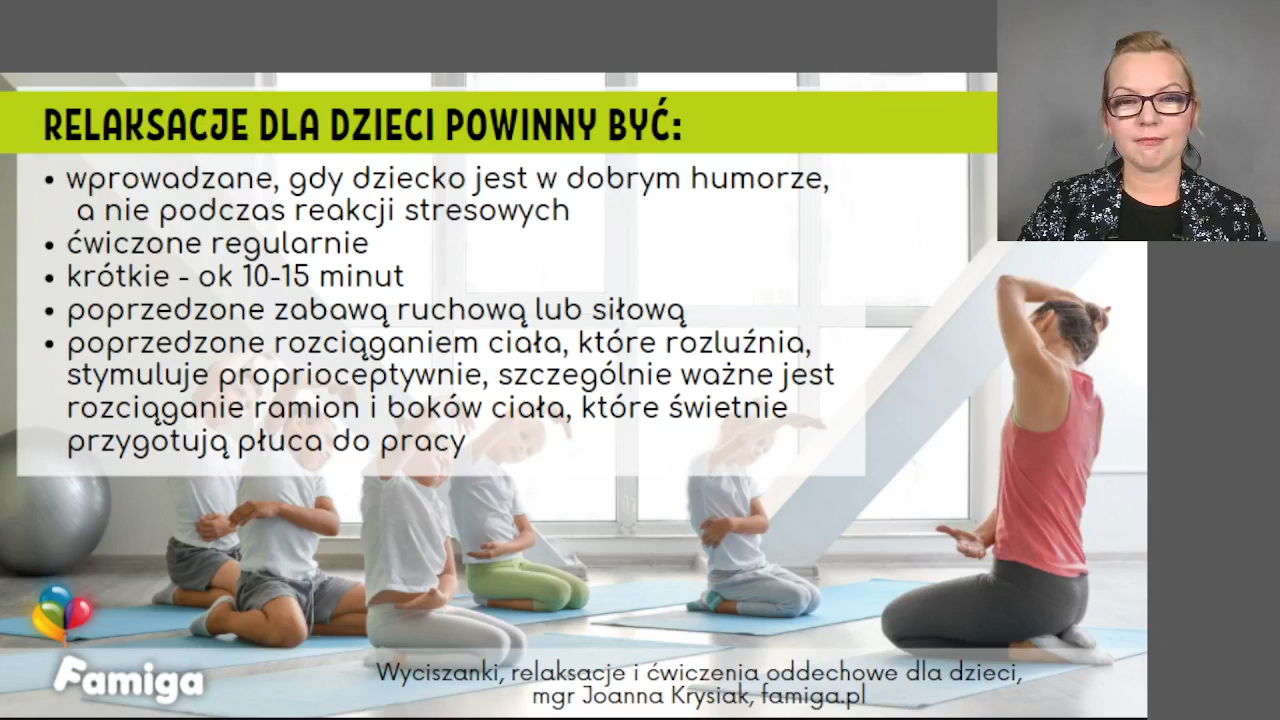 RELAKSACJE DLA DZIECI POWINNY BYĆ:
• wprowadzane, gdy dziecko jest w dobrym humorze,
a nie podczas reakcji stresowych
• ćwiczone regularnie
• krótkie - ok 10-15 minut
• poprzedzone zabawą ruchową lub siłową
• poprzedzone rozciąganiem ciała, które rozluźnia,
stymuluje proprioceptywnie, szczególnie ważne jest
rozciąganie ramion i boków ciała, które świetnie
przygotują płuca do pracy
Famiga
Wyciszanki, relaksacje i ćwiczenia oddechowe dla dzieci,
mgr Joanna Krysiak, famiga.pl